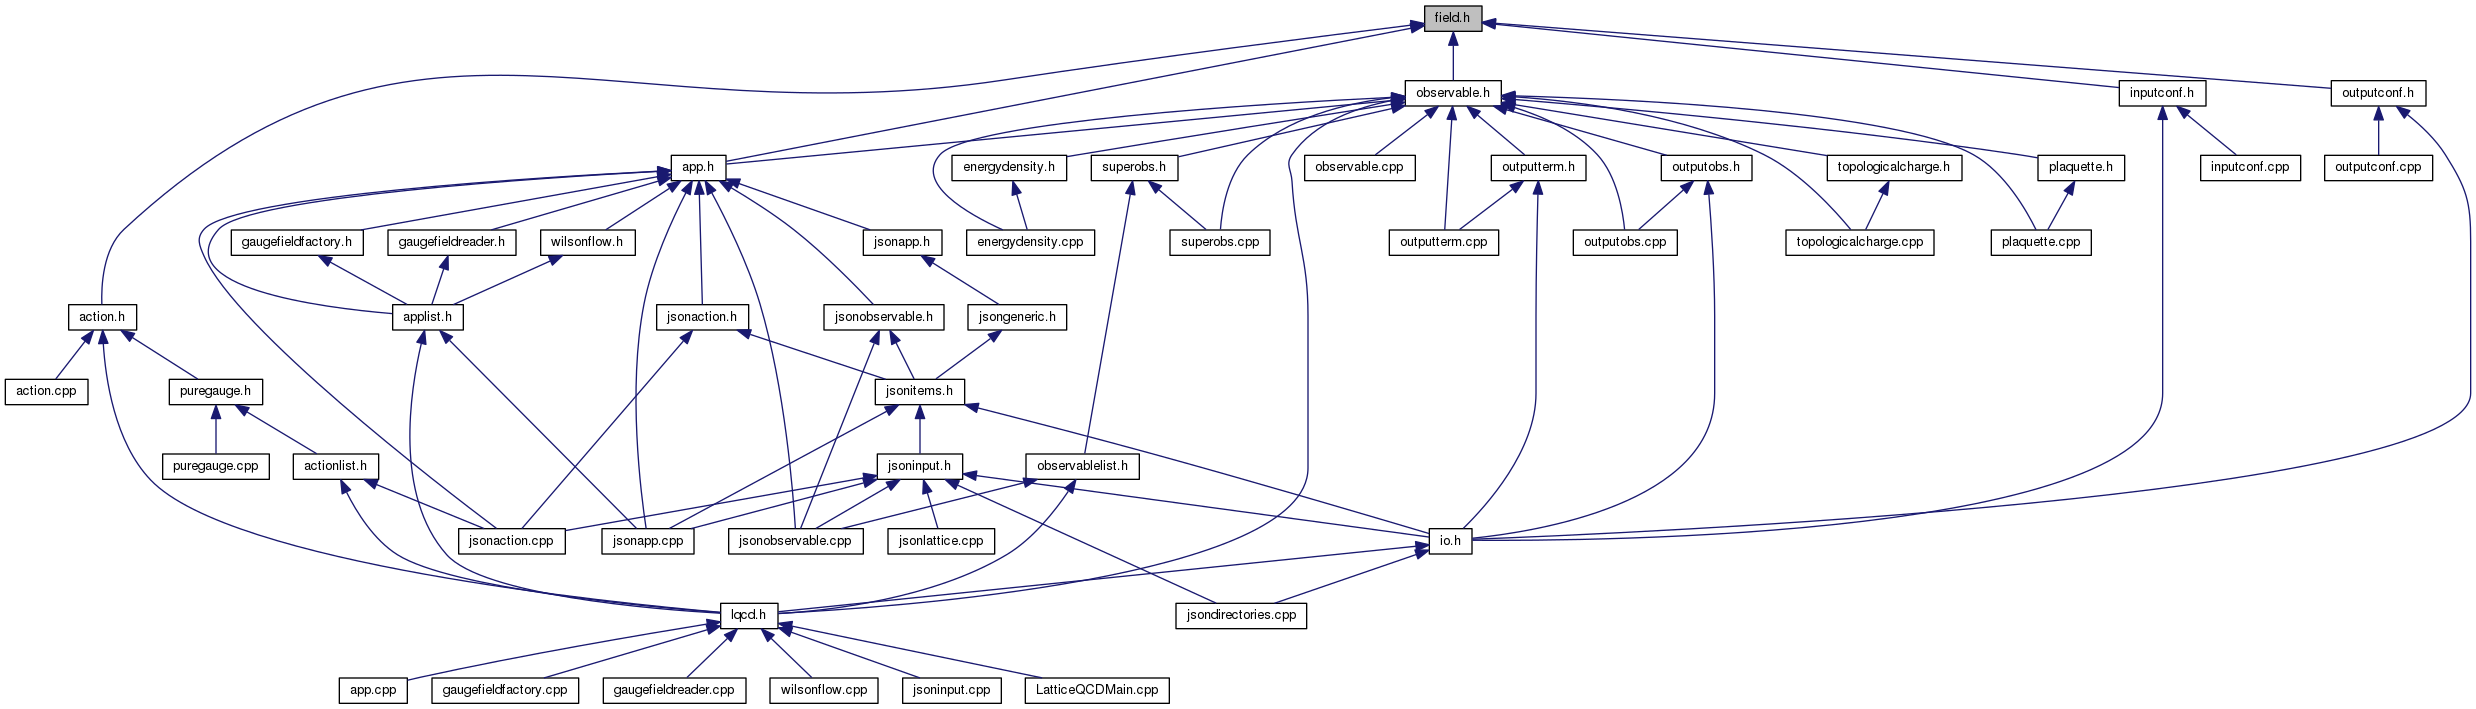 field.h
observable.h
inputconf.h
outputconf.h
app.h
energydensity.h
superobs.h
observable.cpp
outputterm.h
outputobs.h
topologicalcharge.h
plaquette.h
inputconf.cpp
outputconf.cpp
gaugefieldfactory.h
gaugefieldreader.h
wilsonflow.h
jsonapp.h
energydensity.cpp
superobs.cpp
outputterm.cpp
outputobs.cpp
topologicalcharge.cpp
plaquette.cpp
action.h
applist.h
jsonaction.h
jsonobservable.h
jsongeneric.h
action.cpp
puregauge.h
jsonitems.h
puregauge.cpp
actionlist.h
jsoninput.h
observablelist.h
jsonaction.cpp
jsonapp.cpp
jsonobservable.cpp
jsonlattice.cpp
io.h
lqcd.h
jsondirectories.cpp
app.cpp
gaugefieldfactory.cpp
gaugefieldreader.cpp
wilsonflow.cpp
jsoninput.cpp
LatticeQCDMain.cpp